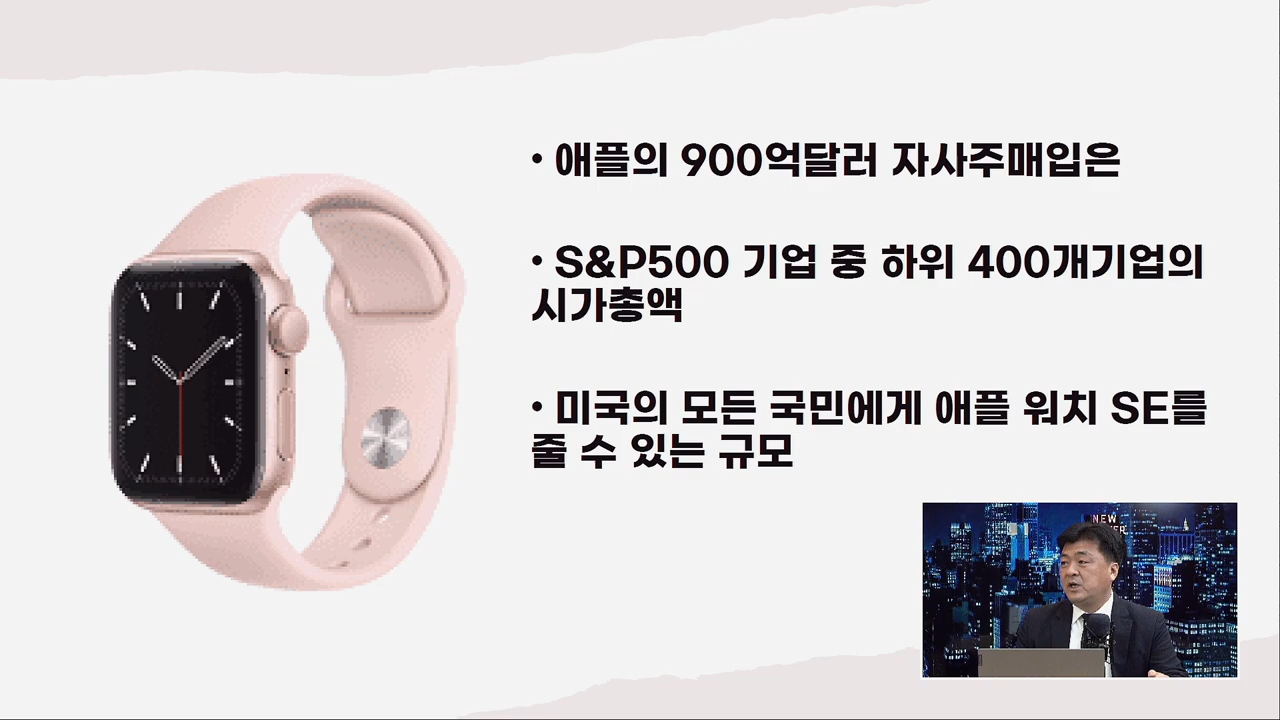 • 애플의 900억달러 자사주매입은
• S&P500 기업 중 하위 400개기업의
시가총액
• 미국의 모든 국민에게 애플 워치 SE를
줄 수 있는 규모
NEW